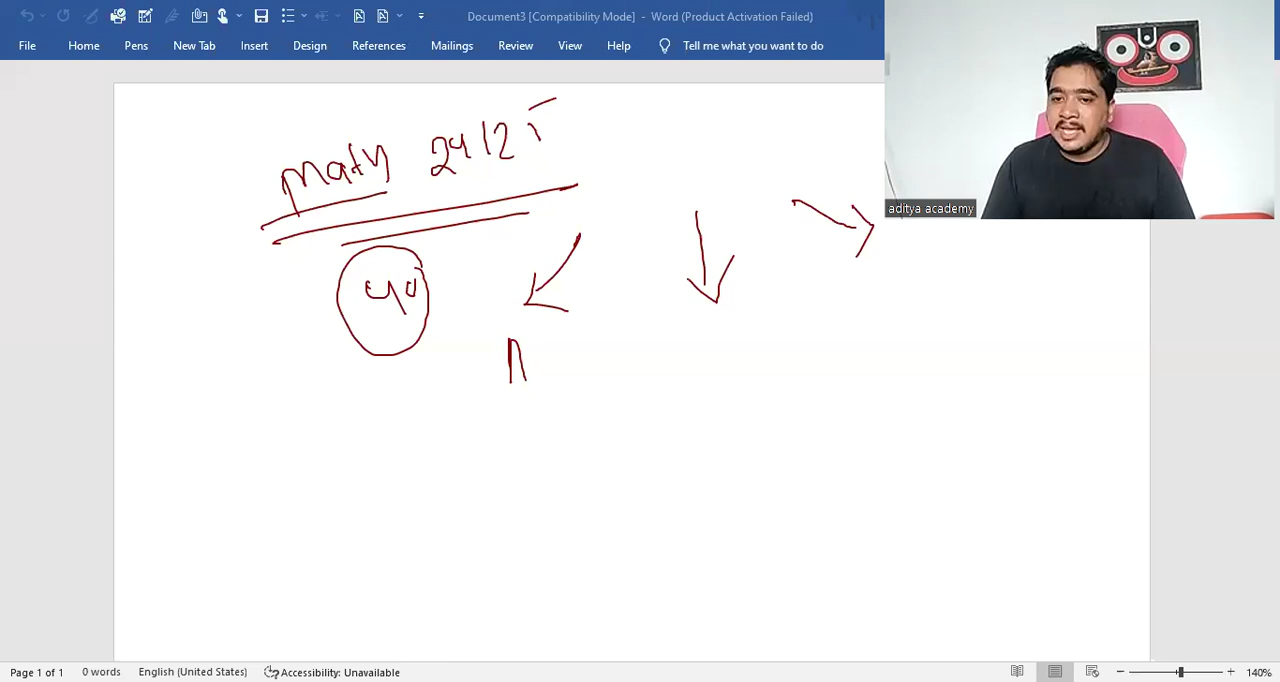 Document3 [Compatibility Mode] - Word (Product Activation Failed)
File Home Pens New Tab Insert Draw Design References Mailings Review View Help Tell me what you want to do
math
aditya academy
Page 1 of 1 0 words English (United States) Accessibility: Unavailable 140%